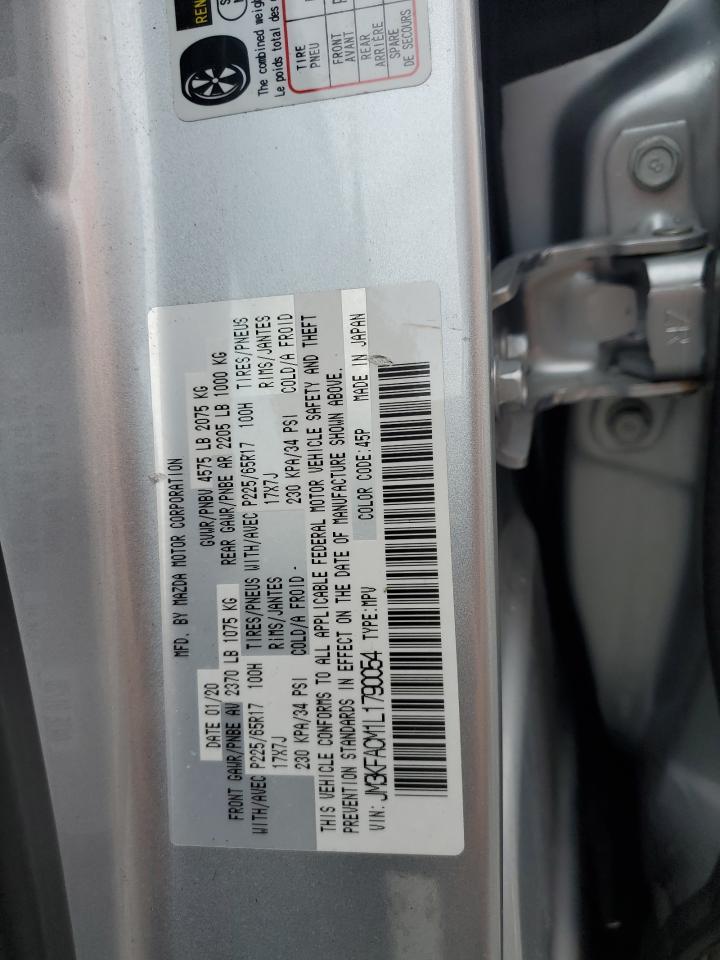 REN
The combined weig
Le poids total des
TIRE
PNEU
FRONT
AVANT
REAR
ARRIÈRE
SPARE
DE SECOURS
MFD. BY MAZDA MOTOR CORPORATION
DATE 01/20 GVWR/PNBV 4575 LB 2075 KG
FRONT GAWR/PNBE AV 2370 LB 1075 KG REAR GAWR/PNBE AR 2205 LB 1000 KG
WITH/AVEC P225/65R17 100H TIRES/PNEUS WITH/AVEC P225/65R17 100H TIRES/PNEUS
17X7J RIMS/JANTES 17X7J RIMS/JANTES
230 KPA/34 PSI COLD/A FROID 230 KPA/34 PSI COLD/A FROID
THIS VEHICLE CONFORMS TO ALL APPLICABLE FEDERAL MOTOR VEHICLE SAFETY AND THEFT
PREVENTION STANDARDS IN EFFECT ON THE DATE OF MANUFACTURE SHOWN ABOVE.
VIN: JM3KFACM1L1790054 TYPE:MPV COLOR CODE:45P MADE IN JAPAN